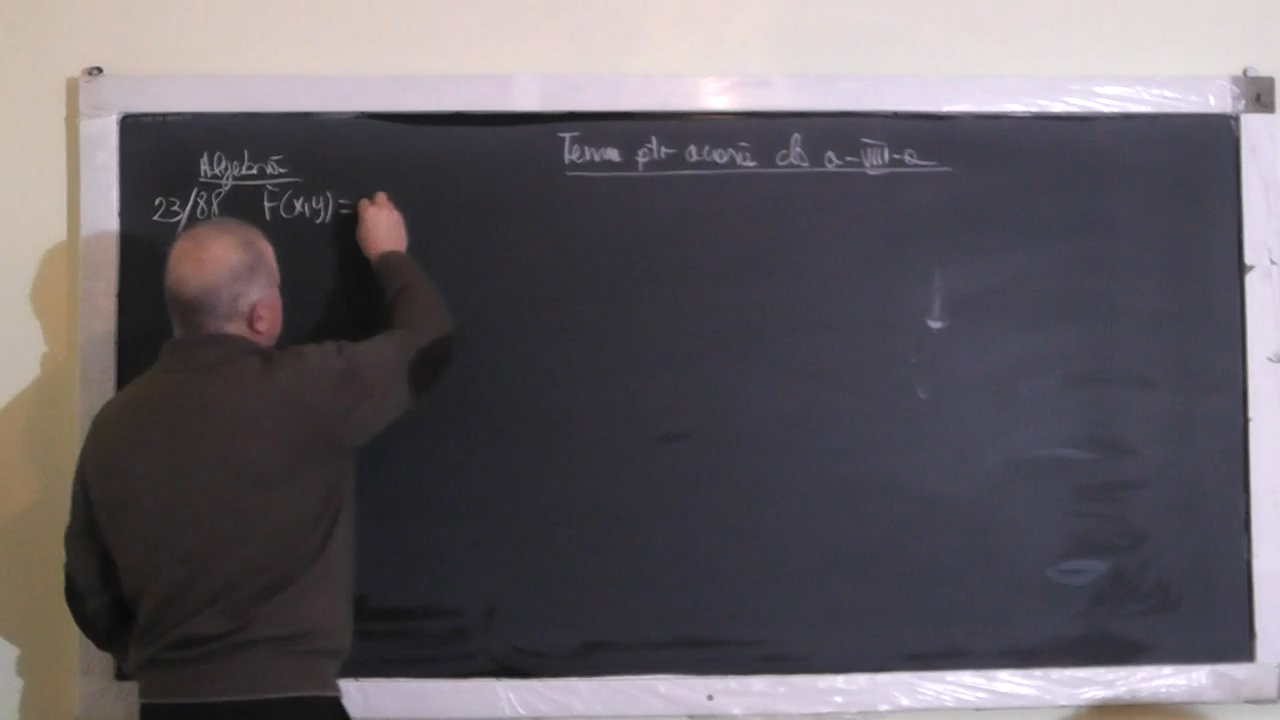 Tema ptr acasă cls a-VIII-a
Algebră
23/88 F(x,y)=